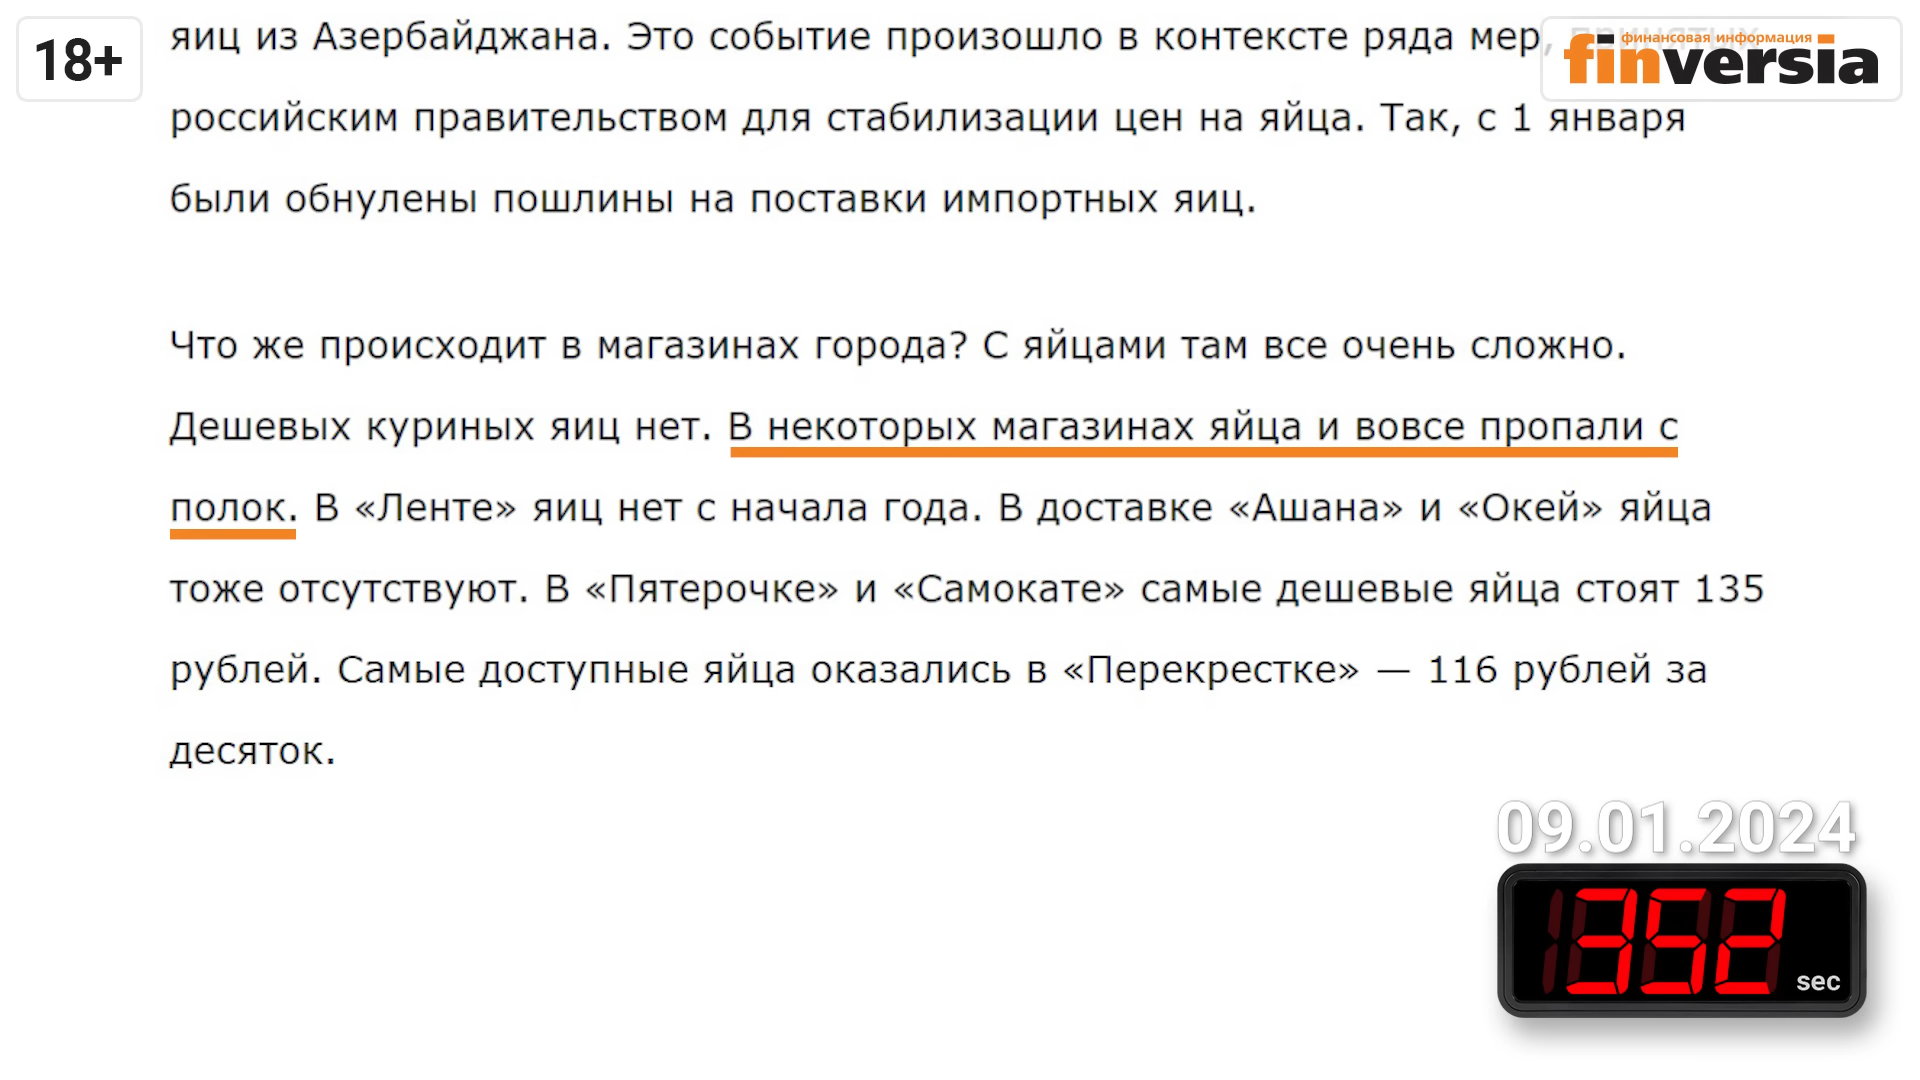 18+
яиц из Азербайджана. Это событие произошло в контексте ряда мер, принятых
финансовая информация
finversia
российским правительством для стабилизации цен на яйца. Так, с 1 января
были обнулены пошлины на поставки импортных яиц.
Что же происходит в магазинах города? С яйцами там все очень сложно.
Дешевых куриных яиц нет. В некоторых магазинах яйца и вовсе пропали с
полок. В «Ленте» яиц нет с начала года. В доставке «Ашана» и «Окей» яйца
тоже отсутствуют. В «Пятерочке» и «Самокате» самые дешевые яйца стоят 135
рублей. Самые доступные яйца оказались в «Перекрестке» — 116 рублей за
десяток.
09.01.2024
352 sec